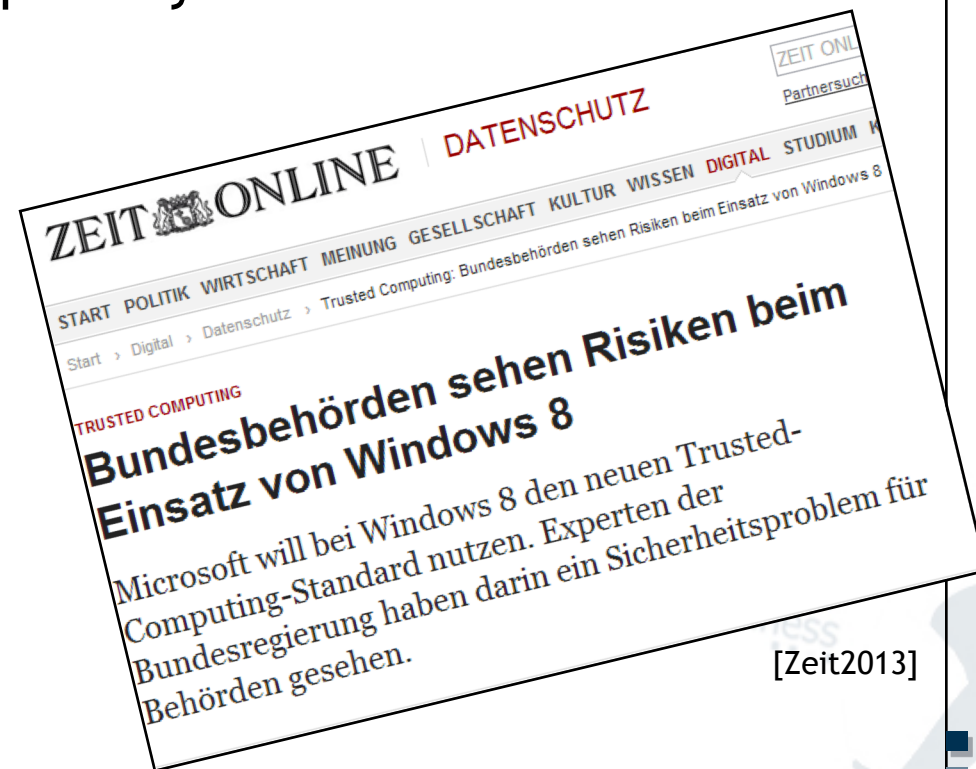 ZEIT ONLINE | DATENSCHUTZ
ZEIT
Partnersuch
START POLITIK WIRTSCHAFT MEINUNG GESELLSCHAFT KULTUR WISSEN DIGITAL STUDIUM K
Start › Digital › Datenschutz › Trusted Computing: Bundesbehörden sehen Risiken beim Einsatz von Windows 8
TRUSTED COMPUTING
Bundesbehörden sehen Risiken beim
Einsatz von Windows 8
Microsoft will bei Windows 8 den neuen Trusted-
Computing-Standard nutzen. Experten der
Bundesregierung haben darin ein Sicherheitsproblem für
Behörden gesehen.
[Zeit2013]